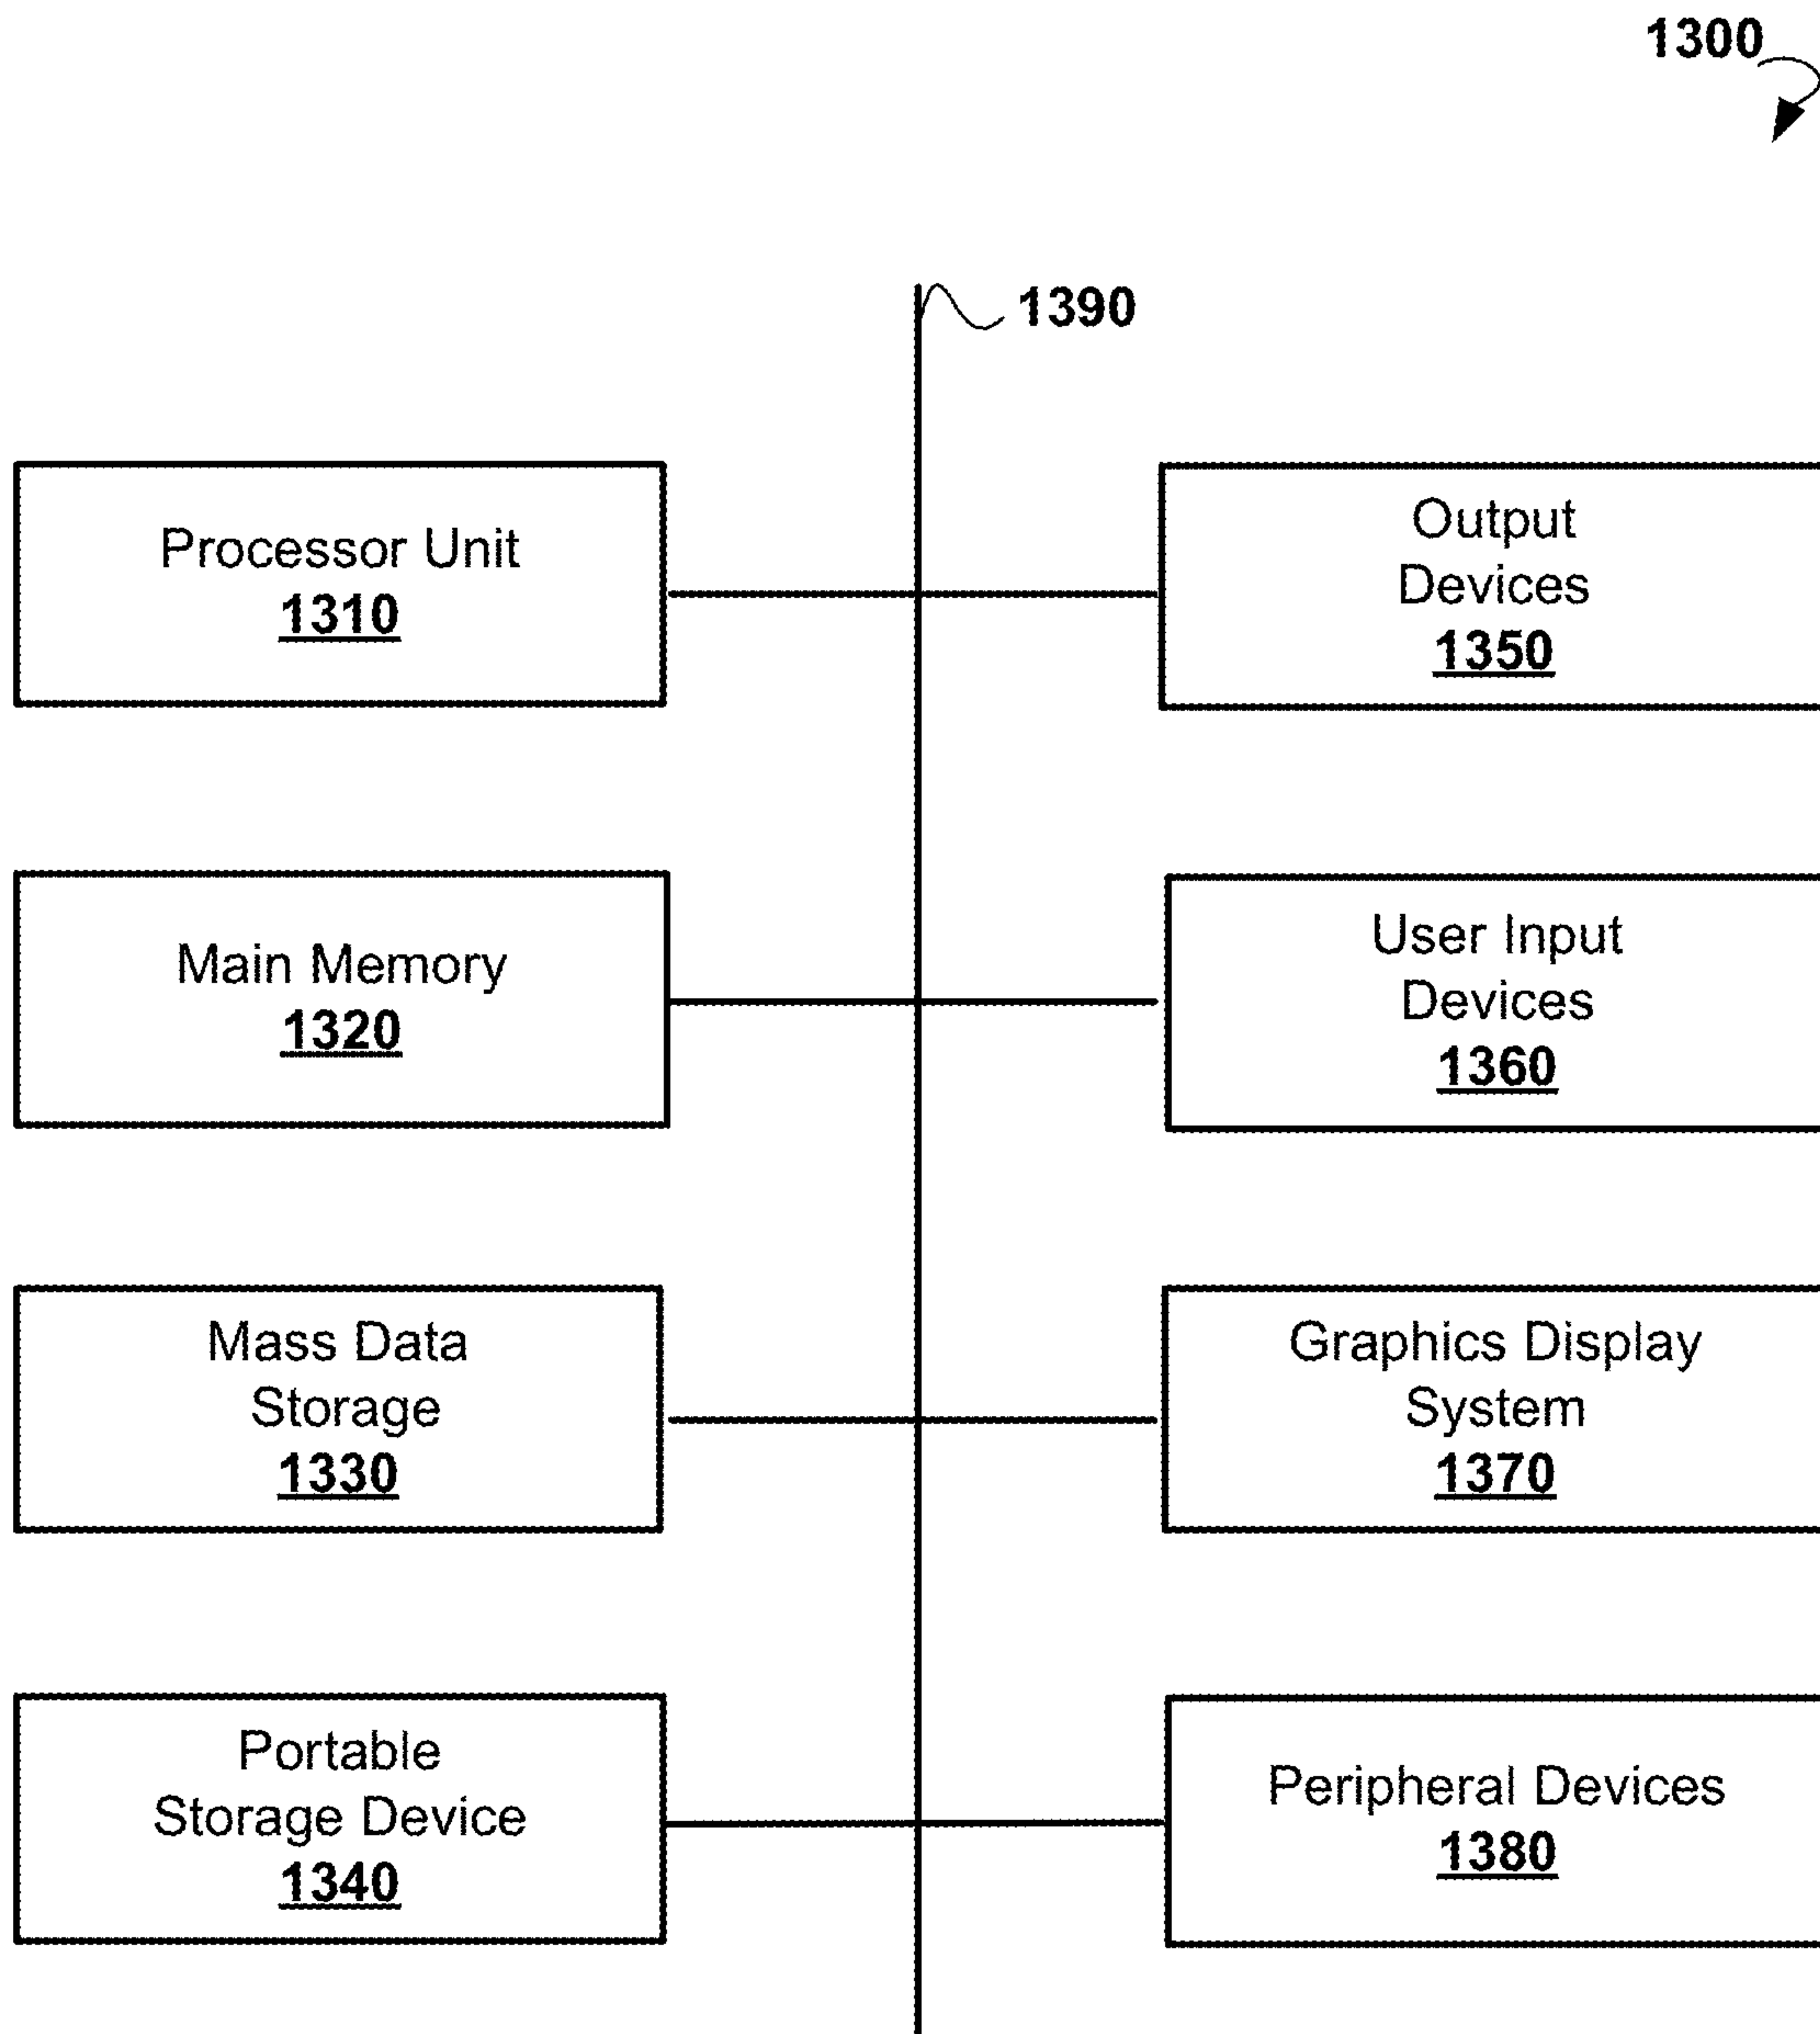 1300
1390
Processor Unit
1310
Output
Devices
1350
Main Memory
1320
User Input
Devices
1360
Mass Data
Storage
1330
Graphics Display
System
1370
Portable
Storage Device
1340
Peripheral Devices
1380